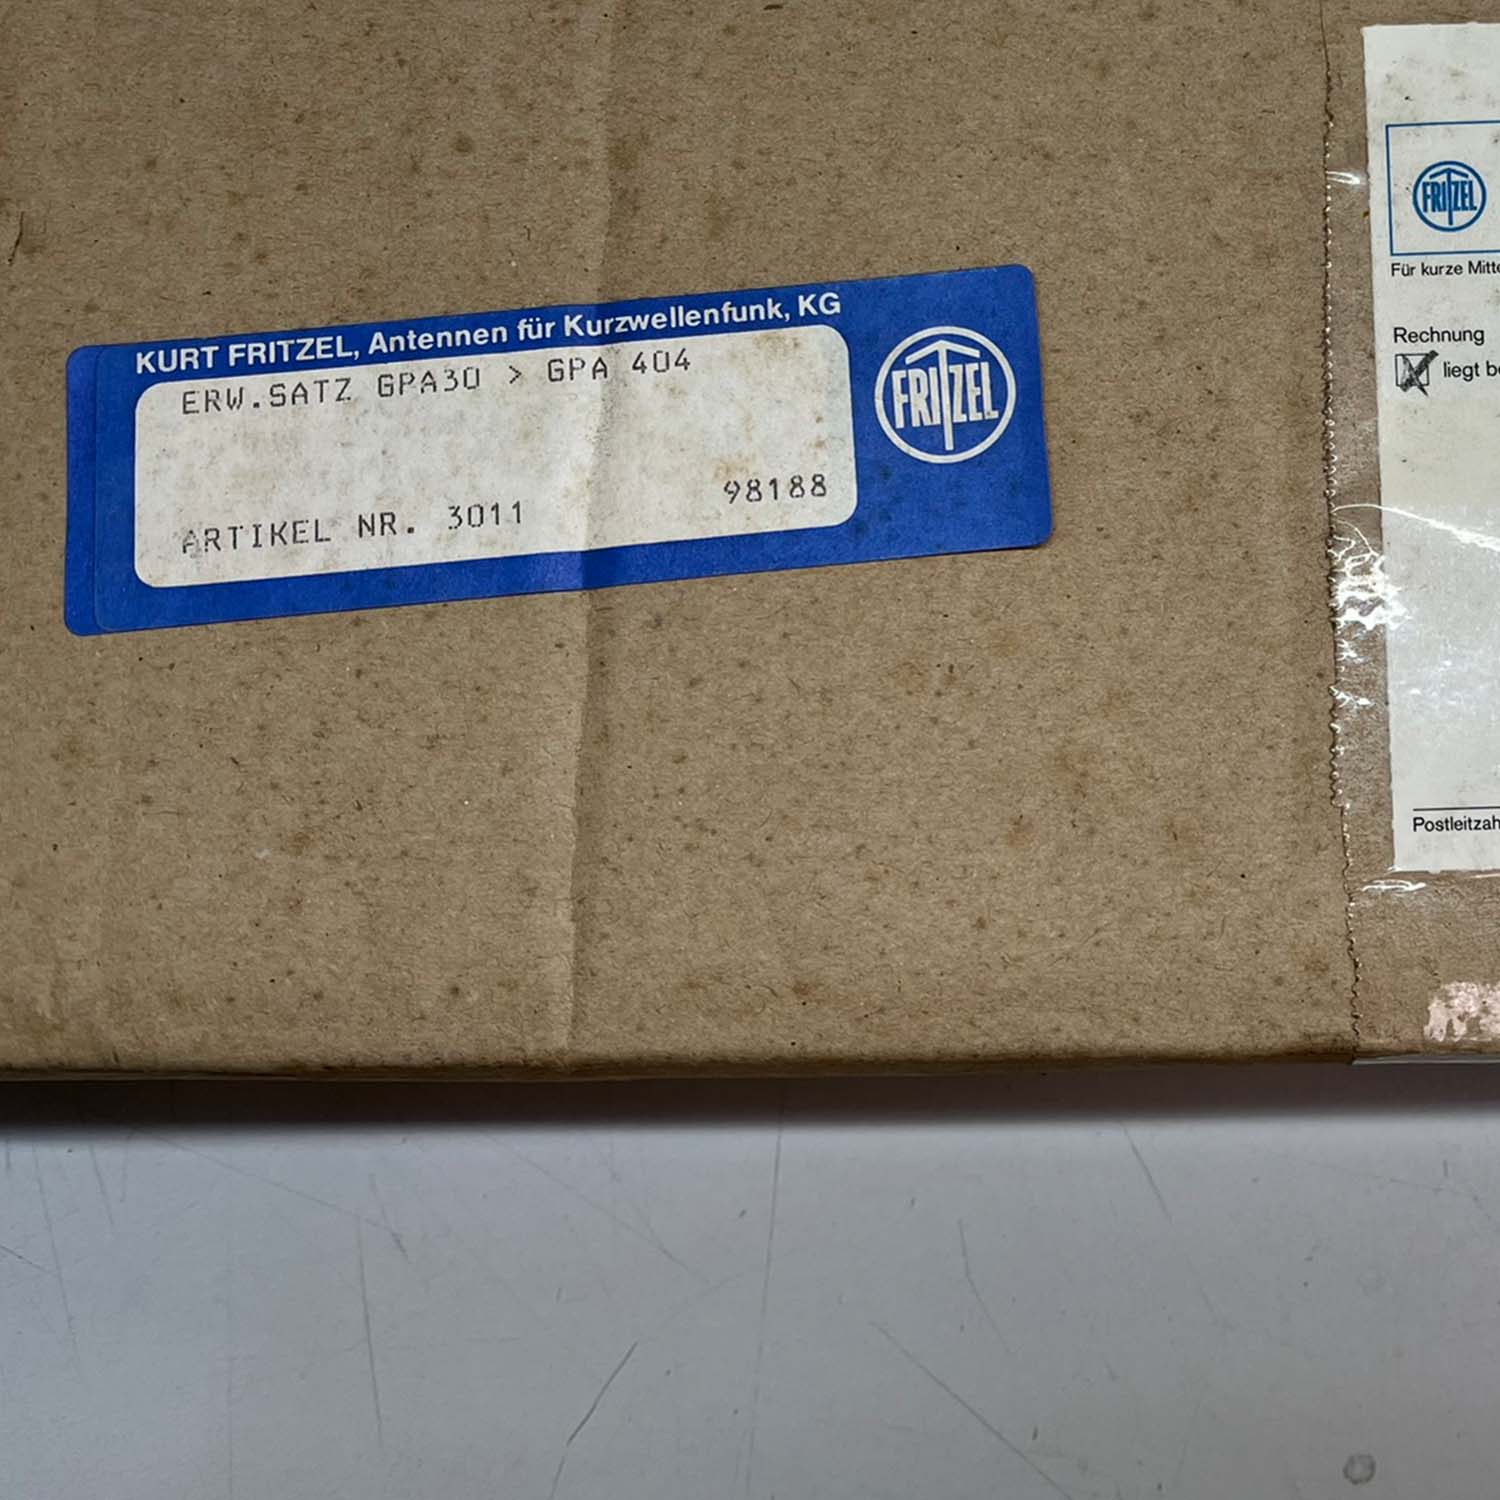 KURT FRITZEL, Antennen für Kurzwellenfunk, KG
ERW.SATZ GPA30 > GPA 404
ARTIKEL NR. 3011 98188
FRITZEL
FRITZEL
Für kurze Mitte
Rechnung
liegt be
Postleitzah